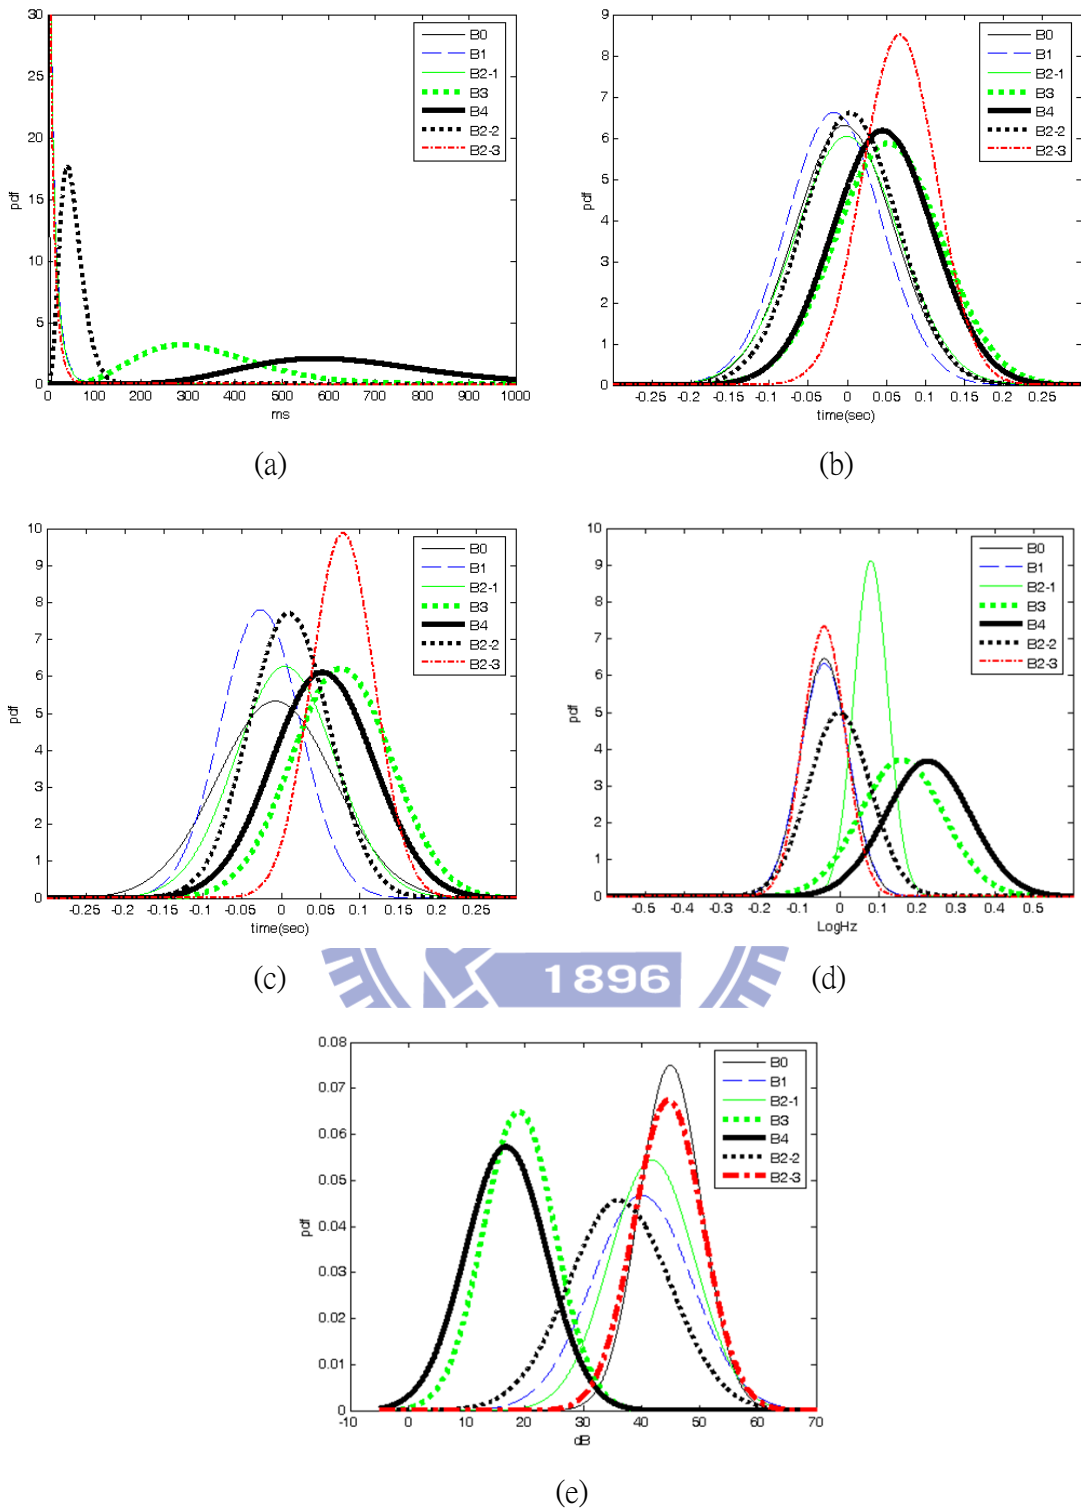 30
25
20
15
10
5
0
pdf
0 100 200 300 400 500 600 700 800 900 1000
ms
B0
B1
B2-1
B3
B4
B2-2
B2-3
(a)
9
8
7
6
5
4
3
2
1
0
pdf
-0.25 -0.2 -0.15 -0.1 -0.05 0 0.05 0.1 0.15 0.2 0.25
time(sec)
B0
B1
B2-1
B3
B4
B2-2
B2-3
(b)
10
9
8
7
6
5
4
3
2
1
0
pdf
-0.25 -0.2 -0.15 -0.1 -0.05 0 0.05 0.1 0.15 0.2 0.25
time(sec)
B0
B1
B2-1
B3
B4
B2-2
B2-3
(c)
10
9
8
7
6
5
4
3
2
1
0
pdf
-0.5 -0.4 -0.3 -0.2 -0.1 0 0.1 0.2 0.3 0.4 0.5
LogHz
B0
B1
B2-1
B3
B4
B2-2
B2-3
(d)
1896
0.08
0.07
0.06
0.05
0.04
0.03
0.02
0.01
0
pdf
-10 0 10 20 30 40 50 60 70
dB
B0
B1
B2-1
B3
B4
B2-2
B2-3
(e)